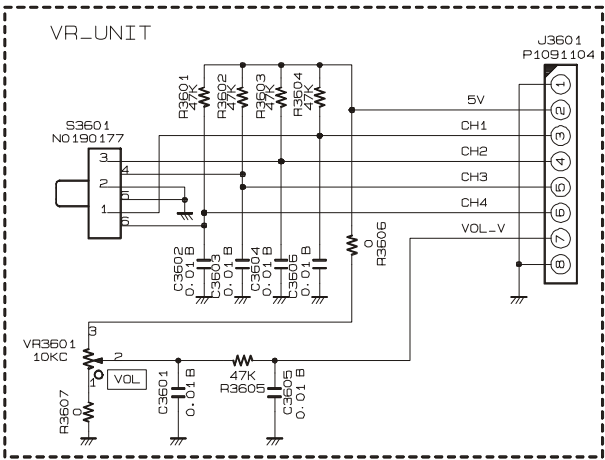 VR_UNIT
J3601
P1091104
R3601
47K
R3602
47K
R3603
47K
R3604
47K
1
5V
2
S3601
N0190177
CH1
3
3
CH2
4
4
2
CH3
5
5
1
CH4
6
6
VOL_V
7
0
R3606
C3602
0.01 B
C3603
0.01 B
C3604
0.01 B
C3606
0.01 B
8
3
VR3601
10KC
2
1
VOL
47K
R3605
C3601
0.01 B
C3605
0.01 B
R3607
0